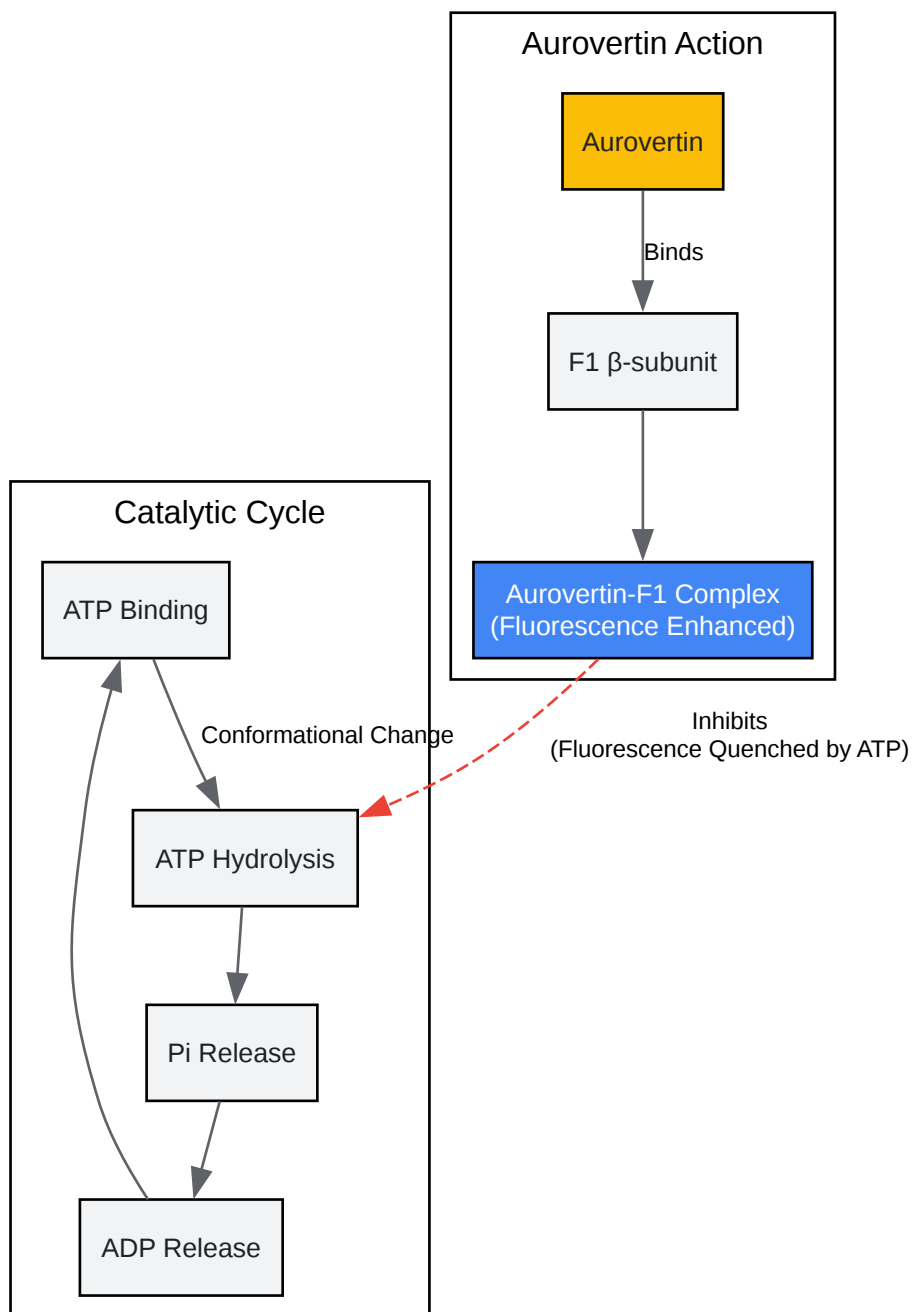 Aurovertin Action
Aurovertin
Binds
F1 β-subunit
Aurovertin-F1 Complex
(Fluorescence Enhanced)
Inhibits
(Fluorescence Quenched by ATP)
Catalytic Cycle
ATP Binding
Conformational Change
ATP Hydrolysis
Pi Release
ADP Release